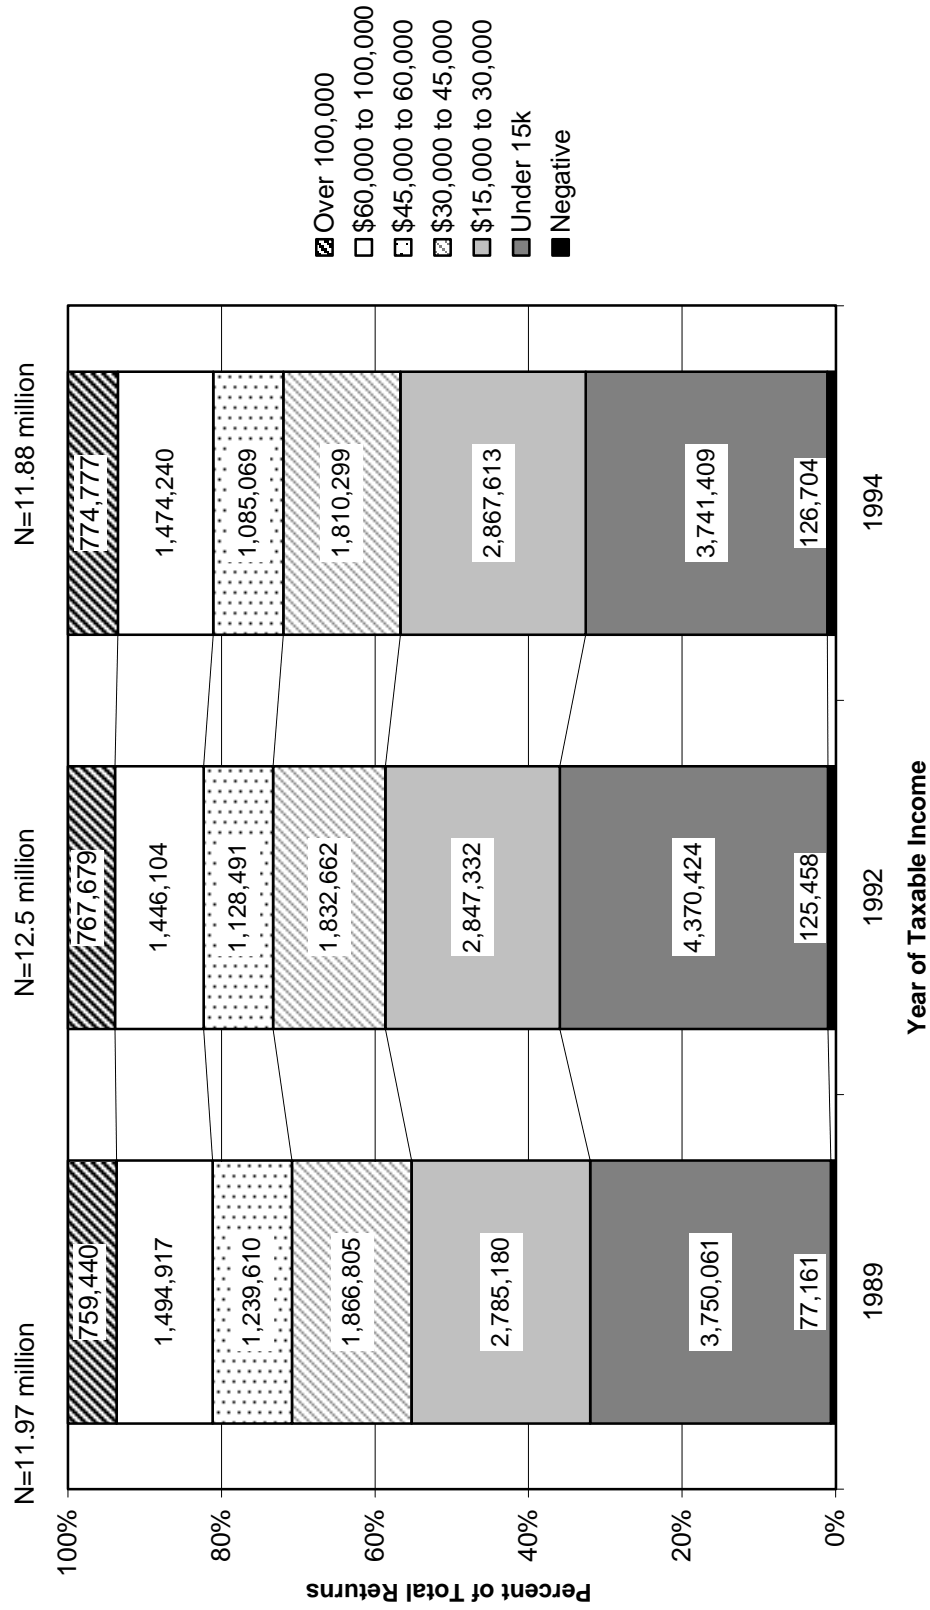 N=11.97 million
N=12.5 million
N=11.88 million
100%
80%
60%
40%
20%
0%
Percent of Total Returns
759,440
1,494,917
1,239,610
1,866,805
2,785,180
3,750,061
77,161
767,679
1,446,104
1,128,491
1,832,662
2,847,332
4,370,424
125,458
774,777
1,474,240
1,085,069
1,810,299
2,867,613
3,741,409
126,704
1989
1992
1994
Year of Taxable Income
Over 100,000
$60,000 to 100,000
$45,000 to 60,000
$30,000 to 45,000
$15,000 to 30,000
Under 15k
Negative